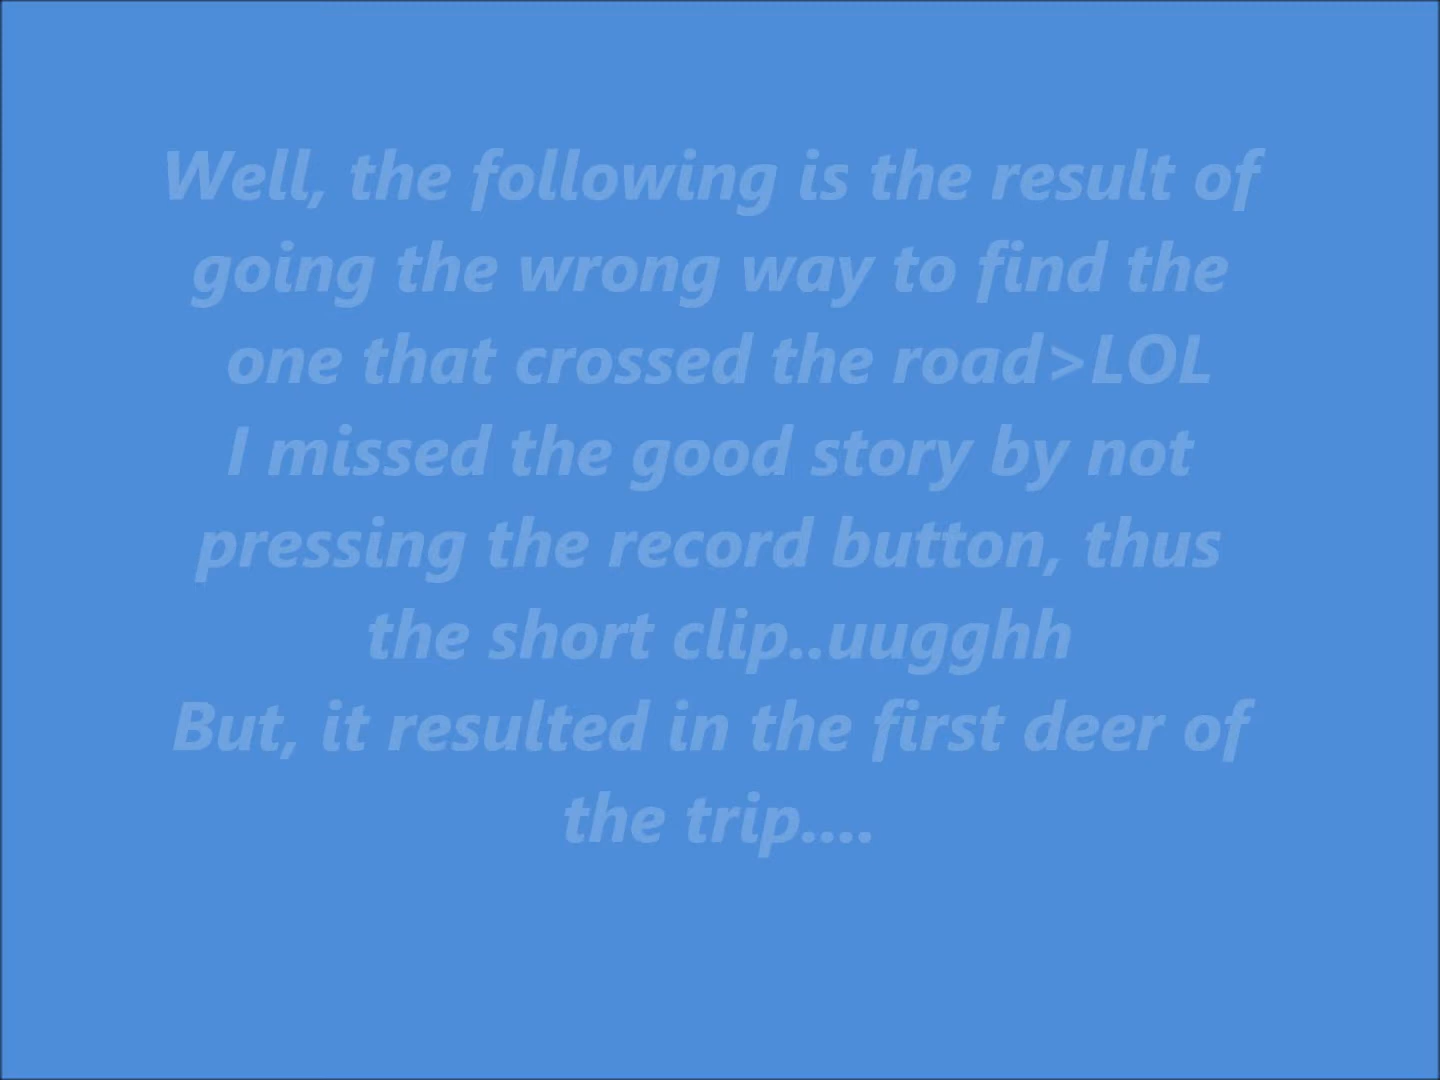 Well, the following is the result of
going the wrong way to find the
one that crossed the road>LOL
I missed the good story by not
pressing the record button, thus
the short clip..uugghh
But, it resulted in the first deer of
the trip....